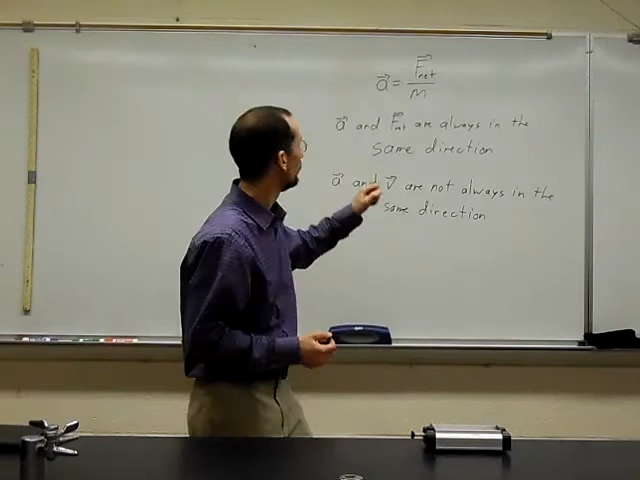 a⃗ = F⃗net / m
a⃗ and F⃗net are always in the
same direction
a⃗ and v⃗ are not always in the
same direction